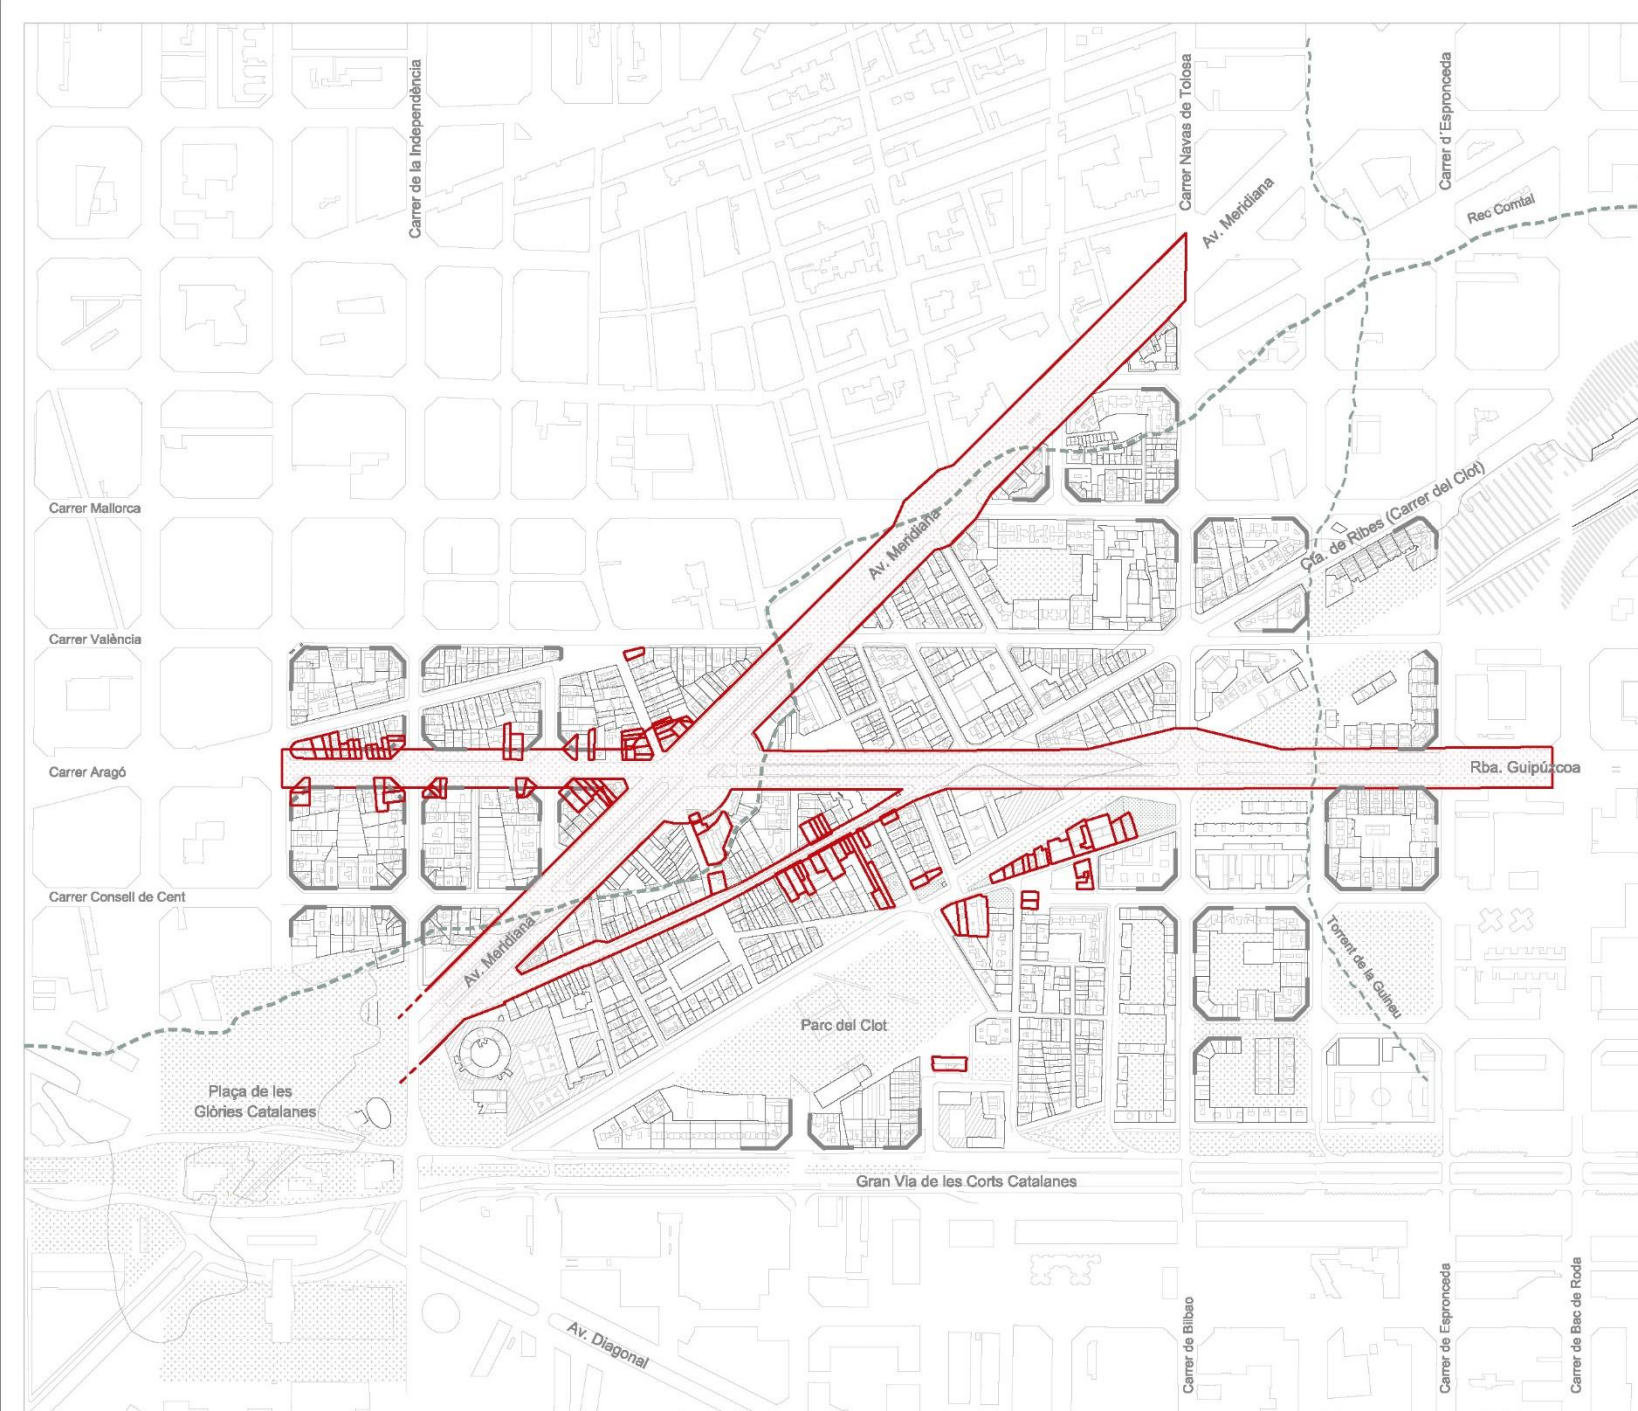 Carrer de la Independència
Carrer Navas de Tolosa
Carrer d´Espronceda
Av. Meridiana
Rec Comtal
Carrer Mallorca
Cta. de Ribes (Carrer del Clot)
Av. Meridiana
Carrer València
Carrer Aragó
Rba. Guipúzcoa
Carrer Consell de Cent
Av. Meridiana
Torrent de la Guineu
Parc del Clot
Plaça de les
Glòries Catalanes
Gran Via de les Corts Catalanes
Av. Diagonal
Carrer de Bilbao
Carrer de Espronceda
Carrer de Bac de Roda